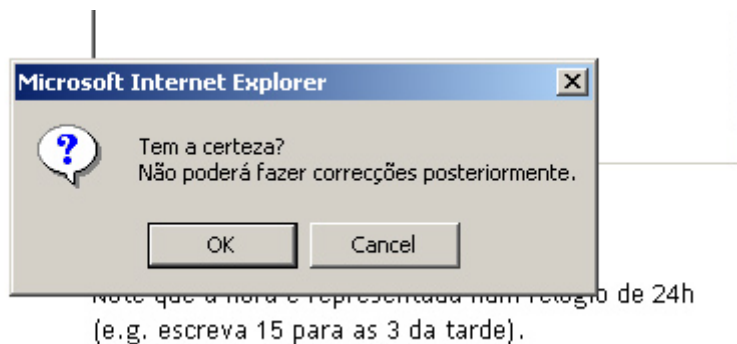 Microsoft Internet Explorer
Tem a certeza?
Não poderá fazer correcções posteriormente.
OK Cancel
Note que a hora é representada num relógio de 24h
(e.g. escreva 15 para as 3 da tarde).